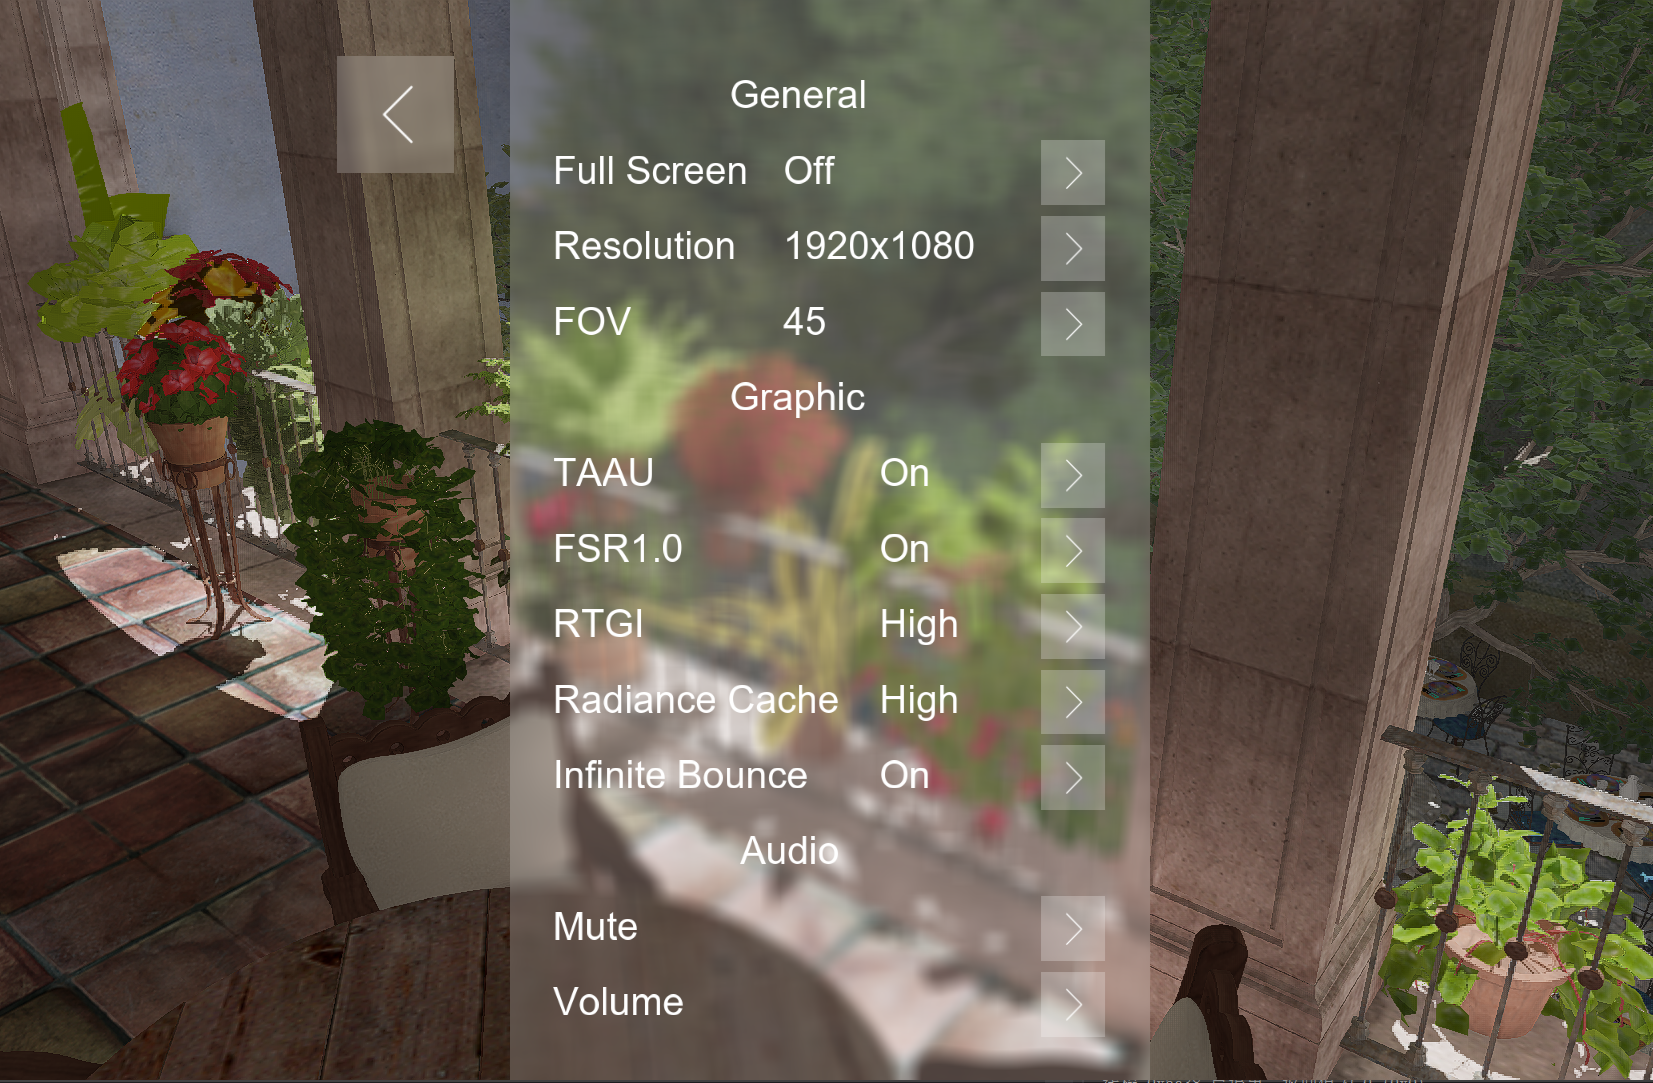 General
Full Screen Off
Resolution 1920x1080
FOV 45
Graphic
TAAU On
FSR1.0 On
RTGI High
Radiance Cache High
Infinite Bounce On
Audio
Mute
Volume